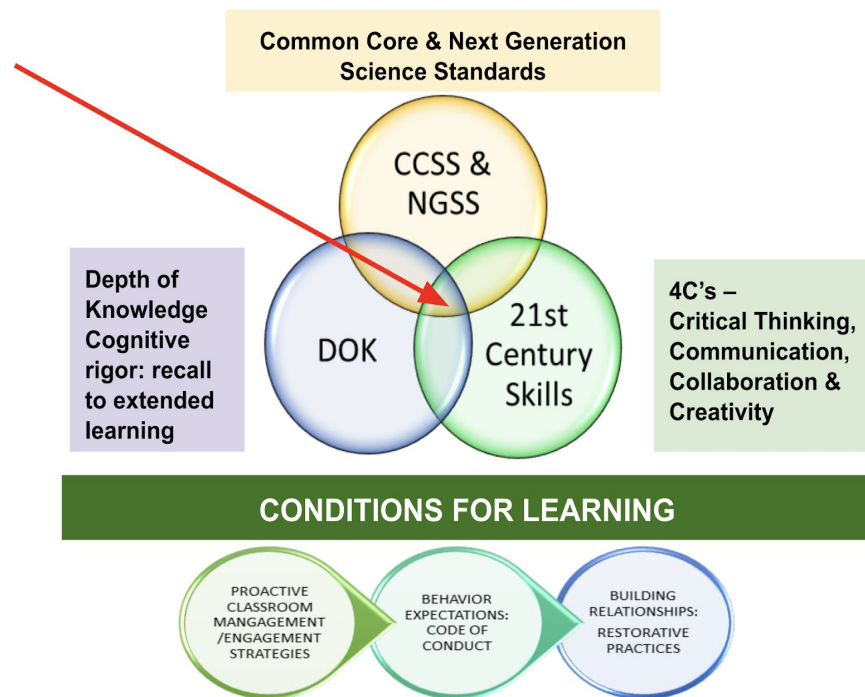 Common Core & Next Generation
Science Standards
CCSS &
NGSS
Depth of
Knowledge
Cognitive
rigor: recall
to extended
learning
DOK
21st
Century
Skills
4C's –
Critical Thinking,
Communication,
Collaboration &
Creativity
CONDITIONS FOR LEARNING
PROACTIVE
CLASSROOM
MANGAGEMENT
/ENGAGEMENT
STRATEGIES
BEHAVIOR
EXPECTATIONS:
CODE OF
CONDUCT
BUILDING
RELATIONSHIPS:
RESTORATIVE
PRACTICES